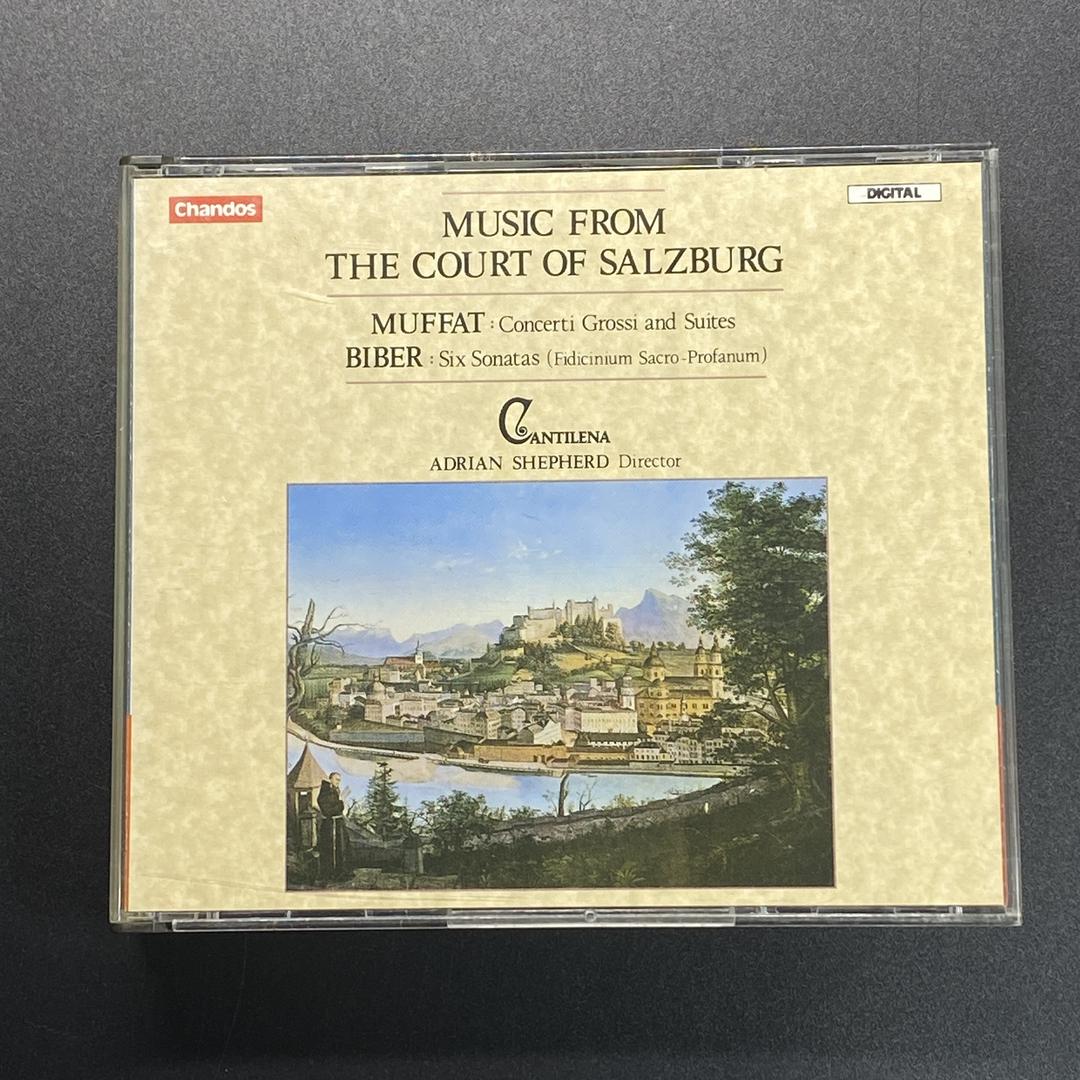 Chandos
DIGITAL
MUSIC FROM
THE COURT OF SALZBURG
MUFFAT : Concerti Grossi and Suites
BIBER : Six Sonatas (Fidicinium Sacro-Profanum)
CANTILENA
ADRIAN SHEPHERD Director